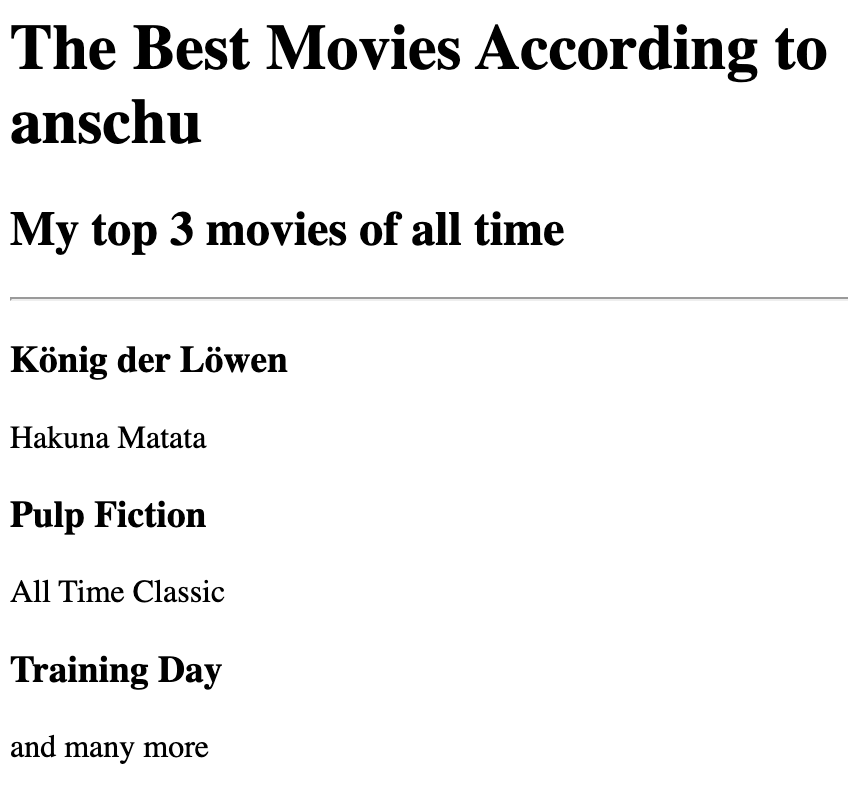 The Best Movies According to
anschu
My top 3 movies of all time
König der Löwen
Hakuna Matata
Pulp Fiction
All Time Classic
Training Day
and many more